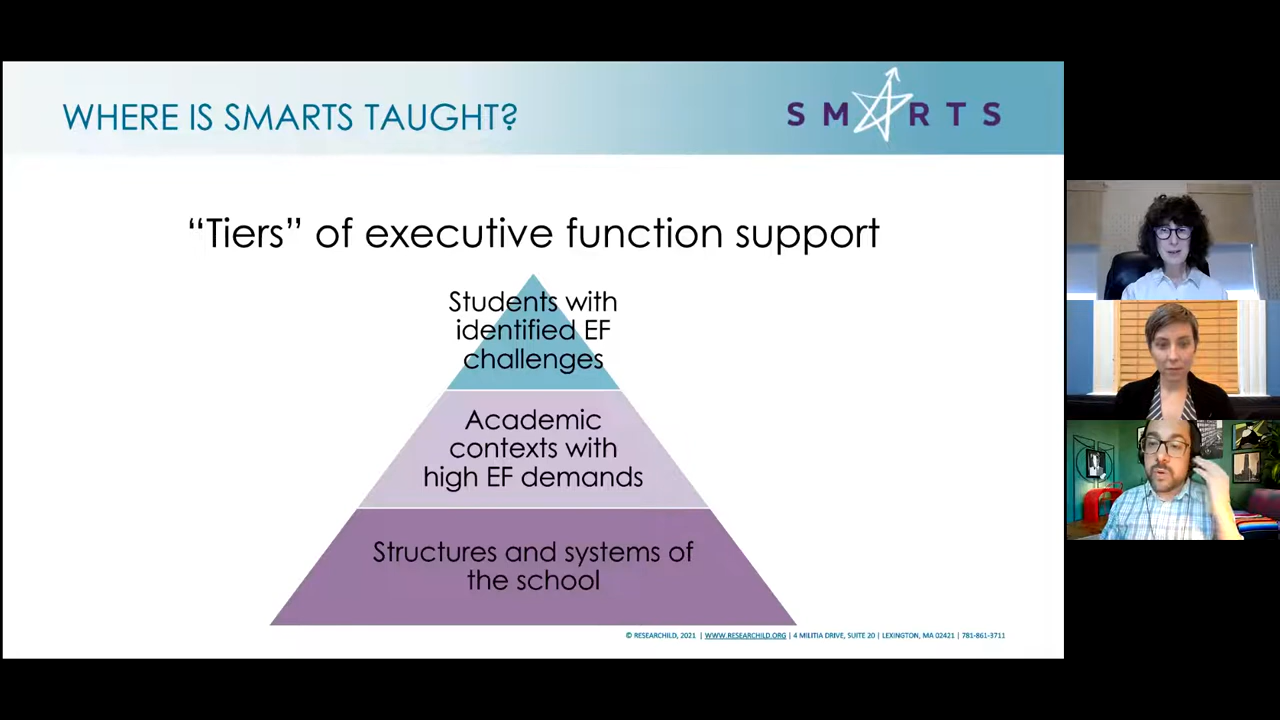 WHERE IS SMARTS TAUGHT?
SMARTS
“Tiers” of executive function support
Students with
identified EF
challenges
Academic
contexts with
high EF demands
Structures and systems of
the school
© RESEARCHILD, 2021 | WWW.RESEARCHILD.ORG | 4 MILITIA DRIVE, SUITE 20 | LEXINGTON, MA 02421 | 781-861-3711